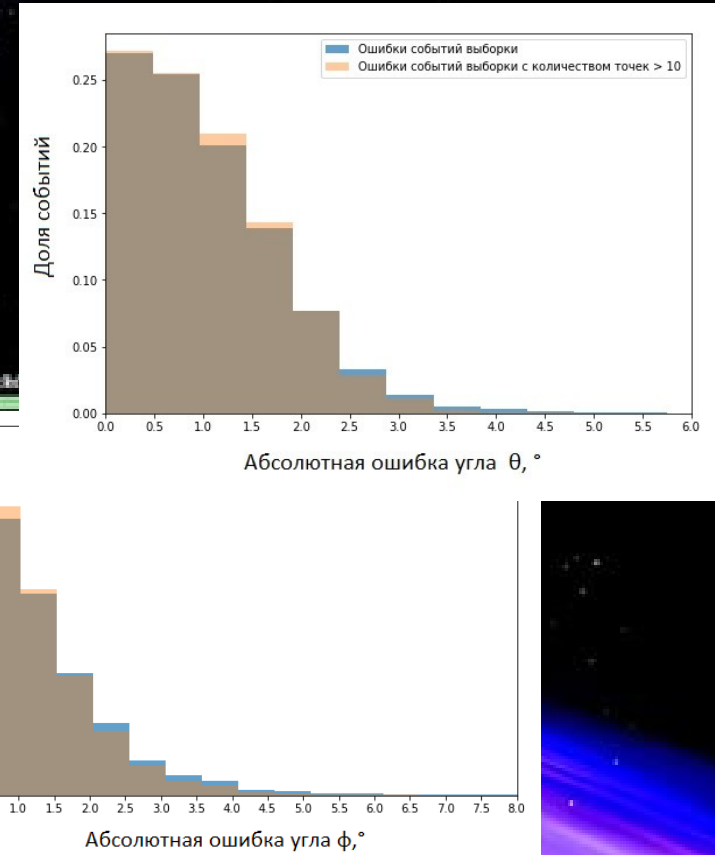 Ошибки событий выборки
Ошибки событий выборки с количеством точек > 10
Доля событий
0.25
0.20
0.15
0.10
0.05
0.00
0.0 0.5 1.0 1.5 2.0 2.5 3.0 3.5 4.0 4.5 5.0 5.5 6.0
Абсолютная ошибка угла θ, °
1.0 1.5 2.0 2.5 3.0 3.5 4.0 4.5 5.0 5.5 6.0 6.5 7.0 7.5 8.0
Абсолютная ошибка угла ф,°